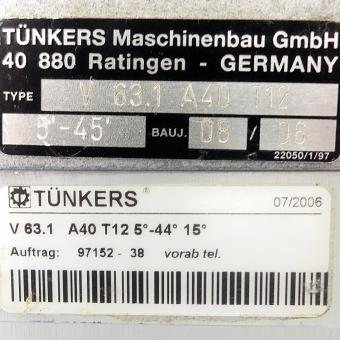 TÜNKERS Maschinenbau GmbH
40 880 Ratingen - GERMANY
TYPE V 63.1 A40 T12
5°-45° BAUJ. 08 / 06
22050/1/97
TÜNKERS® 07/2006
V 63.1 A40 T12 5°-44° 15°
Auftrag: 97152 - 38 vorab tel.